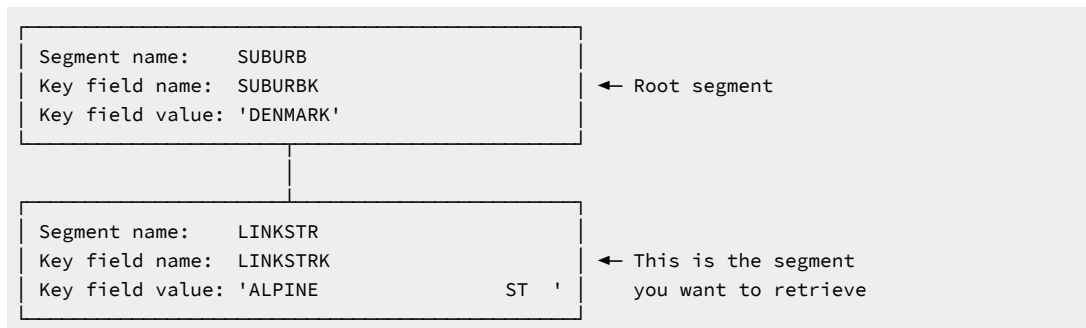 Segment name:    SUBURB
Key field name:  SUBURBK                          ◄─ Root segment
Key field value: 'DENMARK'
Segment name:    LINKSTR
Key field name:  LINKSTRK                         ◄─ This is the segment
Key field value: 'ALPINE                ST  '        you want to retrieve